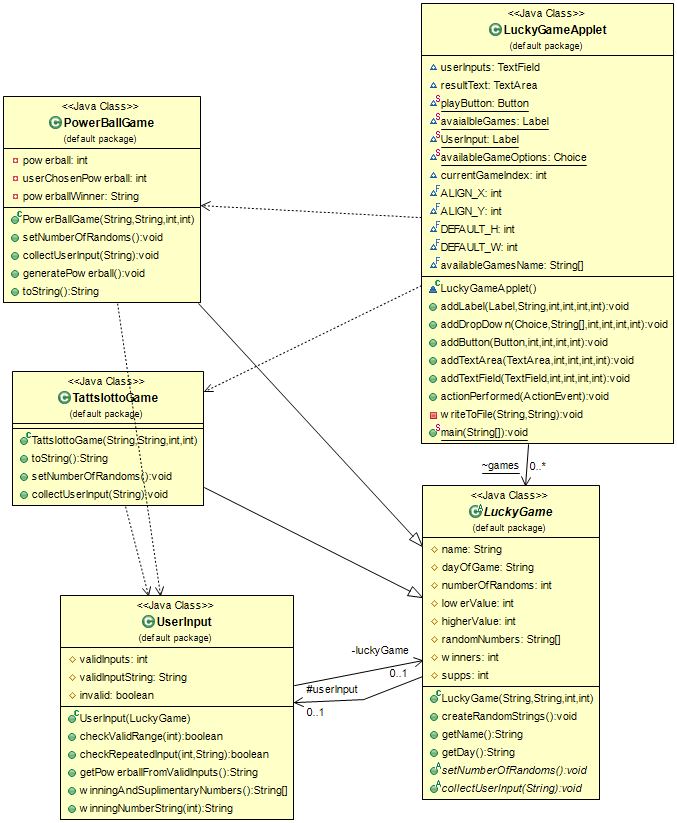 <<Java Class>>
LuckyGameApplet
(default package)
userInputs: TextField
resultText: TextArea
playButton: Button
avaialbleGames: Label
UserInput: Label
availableGameOptions: Choice
currentGameIndex: int
ALIGN_X: int
ALIGN_Y: int
DEFAULT_H: int
DEFAULT_W: int
availableGamesName: String[]
LuckyGameApplet()
addLabel(Label,String,int,int,int,int):void
addDropDown(Choice,String[],int,int,int,int):void
addButton(Button,int,int,int,int):void
addTextArea(TextArea,int,int,int,int):void
addTextField(TextField,int,int,int,int):void
actionPerformed(ActionEvent):void
writeToFile(String,String):void
main(String[]):void
<<Java Class>>
PowerBallGame
(default package)
powerball: int
userChosenPowerball: int
powerballWinner: String
PowerBallGame(String,String,int,int)
setNumberOfRandoms():void
collectUserInput(String):void
generatePowerball():void
toString():String
<<Java Class>>
TattslottoGame
(default package)
TattslottoGame(String,String,int,int)
toString():String
setNumberOfRandoms():void
collectUserInput(String):void
~games 0..*
<<Java Class>>
LuckyGame
(default package)
name: String
dayOfGame: String
numberOfRandoms: int
lowerValue: int
higherValue: int
randomNumbers: String[]
winners: int
supps: int
LuckyGame(String,String,int,int)
createRandomStrings():void
getName():String
getDay():String
setNumberOfRandoms():void
collectUserInput(String):void
<<Java Class>>
UserInput
(default package)
validInputs: int
validInputString: String
invalid: boolean
UserInput(LuckyGame)
checkValidRange(int):boolean
checkRepeatedInput(int,String):boolean
getPowerballFromValidInputs():String
winningAndSuplimentaryNumbers():String[]
winningNumberString(int):String
-luckyGame
0..1
#userInput
0..1